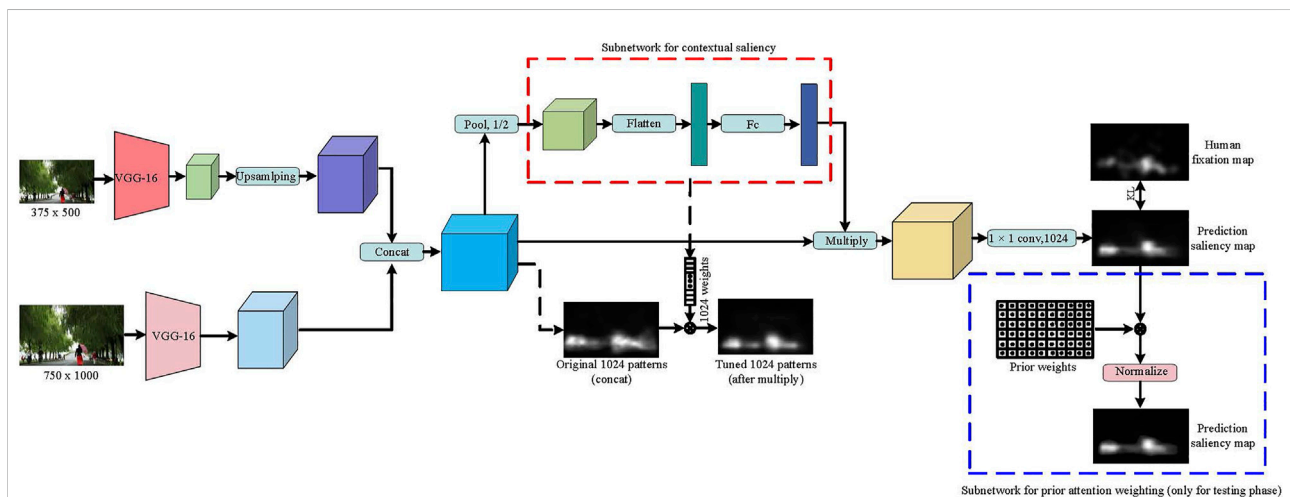 Subnetwork for contextual saliency
Pool, 1/2
Flatten
Fc
VGG-16
Upsamlping
375 x 500
Concat
VGG-16
750 x 1000
Multiply
1 × 1 conv,1024
1024 weights
Original 1024 patterns
(concat)
Tuned 1024 patterns
(after multiply)
Human
fixation map
KL
Prediction
saliency map
Prior weights
Normalize
Prediction
saliency map
Subnetwork for prior attention weighting (only for testing phase)